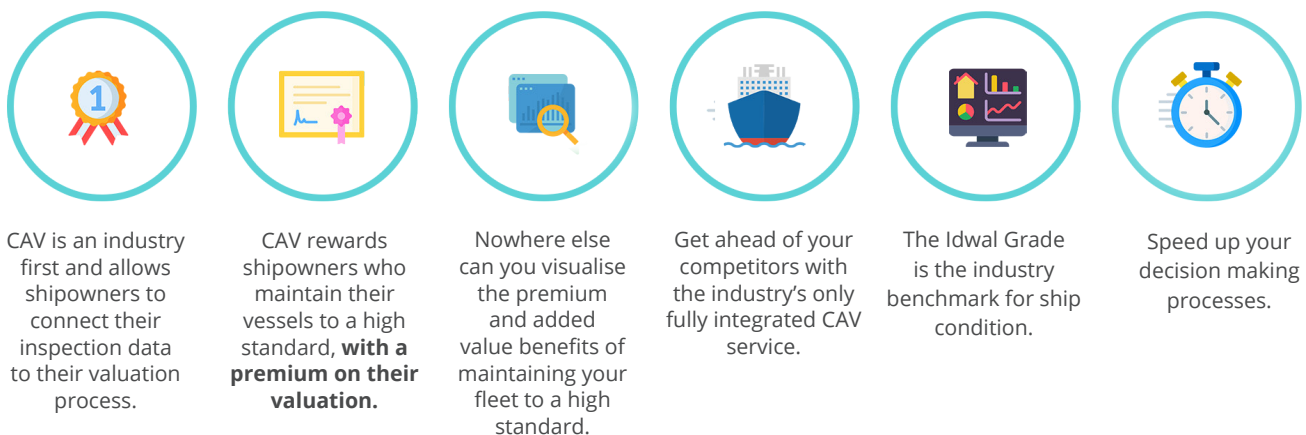 1
CAV is an industry
first and allows
shipowners to
connect their
inspection data
to their valuation
process.
CAV rewards
shipowners who
maintain their
vessels to a high
standard, with a
premium on their
valuation.
Nowhere else
can you visualise
the premium
and added
value benefits of
maintaining your
fleet to a high
standard.
Get ahead of your
competitors with
the industry's only
fully integrated CAV
service.
The Idwal Grade
is the industry
benchmark for ship
condition.
Speed up your
decision making
processes.